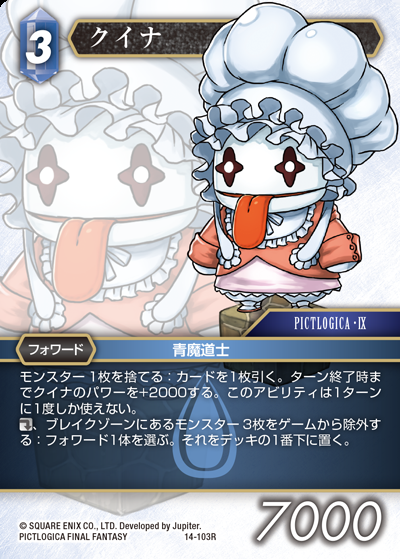 3
クイナ
PICTLOGICA・IX
フォワード
青魔道士
モンスター1枚を捨てる：カードを1枚引く。ターン終了時ま
でクイナのパワーを+2000する。このアビリティは1ターン
に1度しか使えない。
、ブレイクゾーンにあるモンスター3枚をゲームから除外す
る：フォワード1体を選ぶ。それをデッキの1番下に置く。
© SQUARE ENIX CO., LTD. Developed by Jupiter.
PICTLOGICA FINAL FANTASY
14-103R
7000